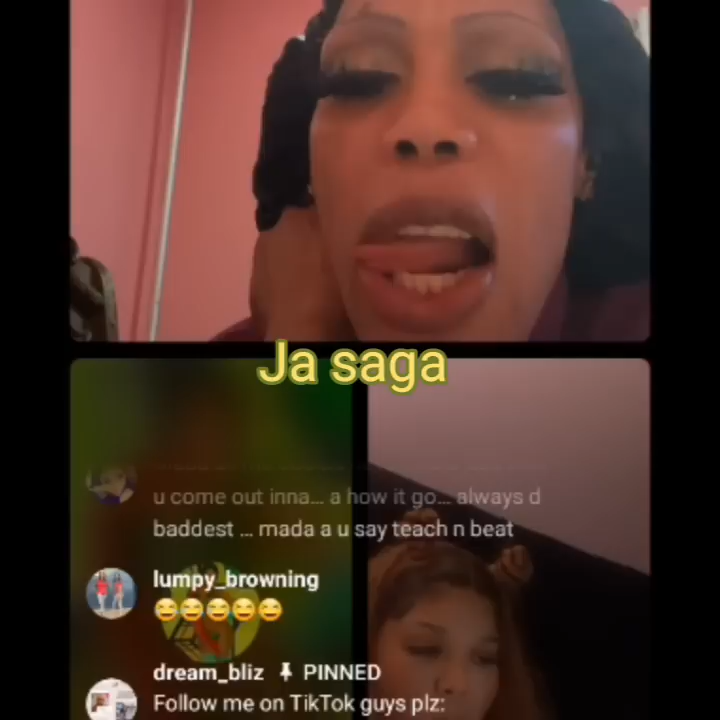 Ja saga
u come out inna... a how it go... always d
baddest ... mada a u say teach n beat
lumpy_browning
😂😂😂😂😂
dream_bliz 📌 PINNED
Follow me on TikTok guys plz: